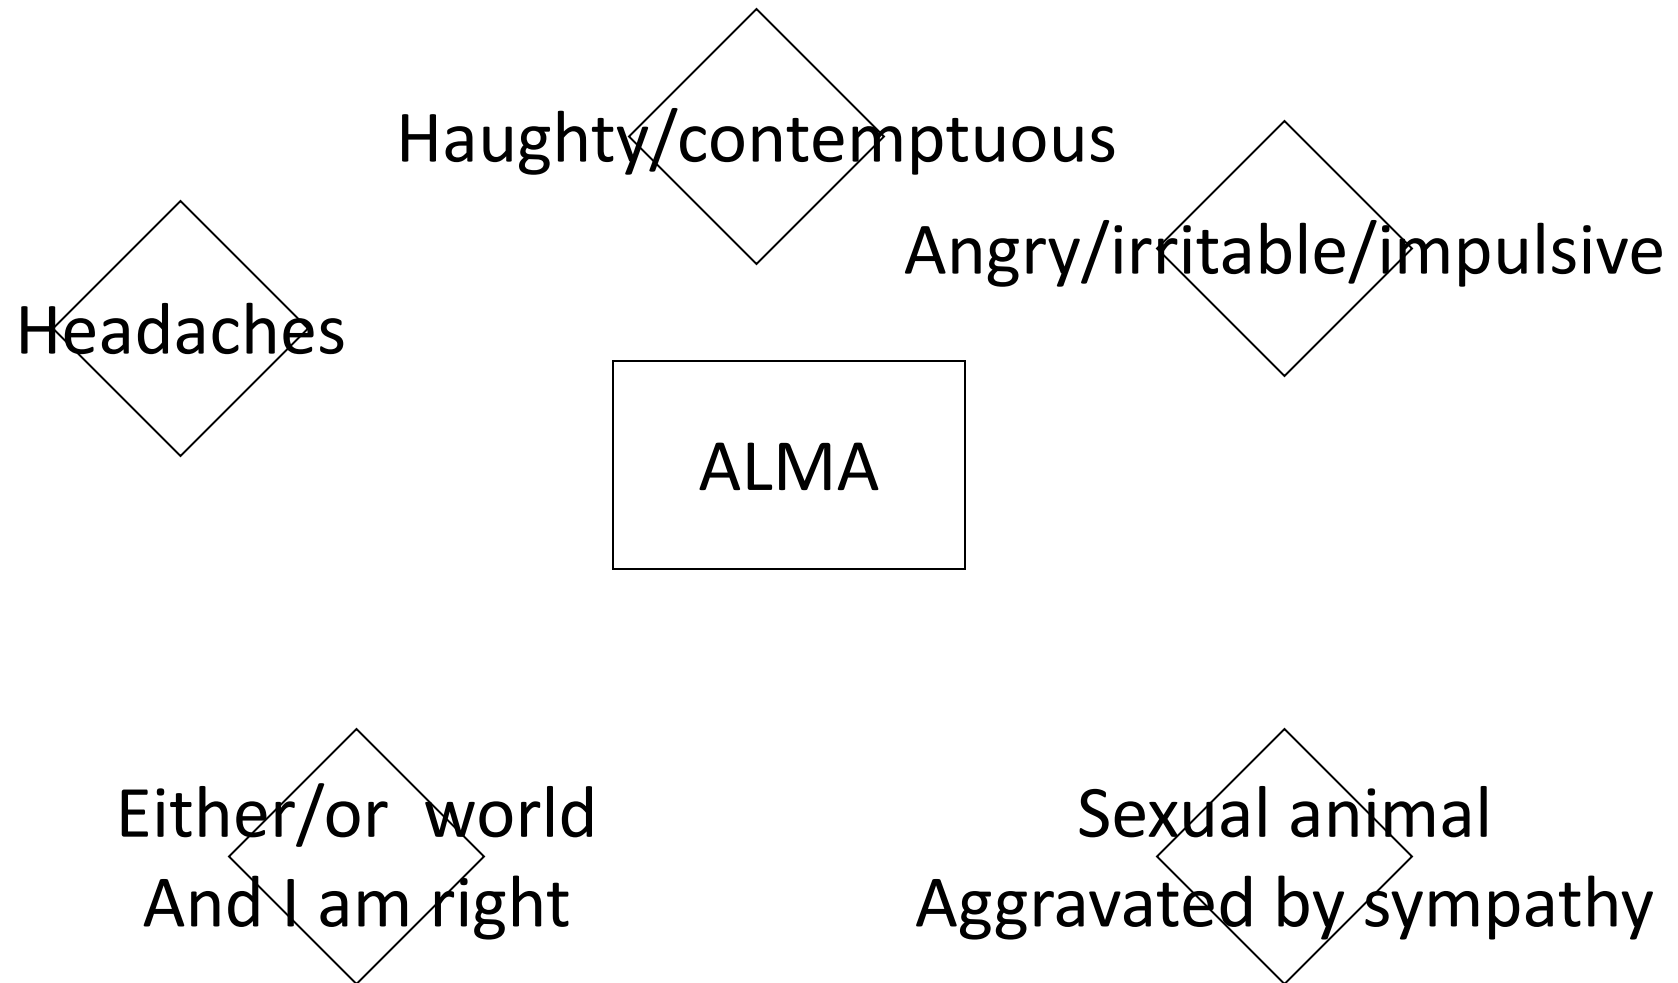 Haughty/contemptuous
Angry/irritable/impulsive
Headaches
ALMA
Either/or  world
And I am right
Sexual animal
Aggravated by sympathy